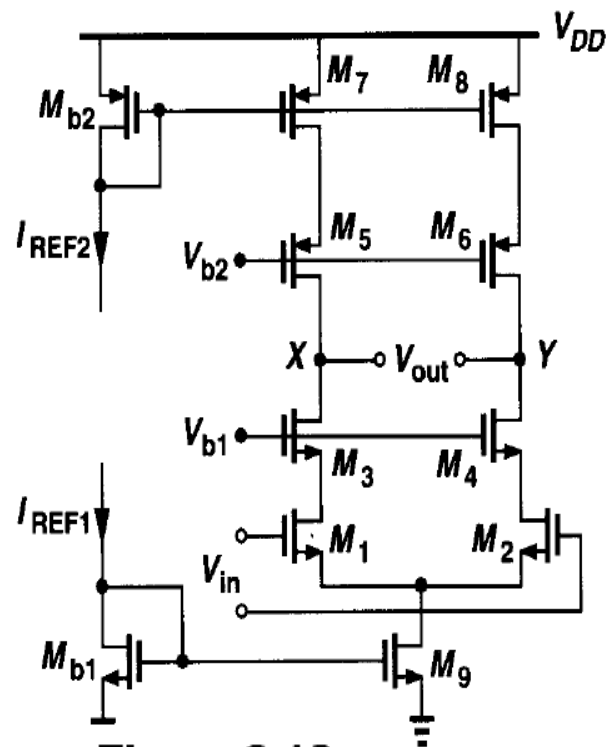 V_DD
M_7
M_8
M_b2
I_REF2
M_5
M_6
V_b2
X
V_out
Y
V_b1
M_3
M_4
I_REF1
M_1
M_2
V_in
M_b1
M_9